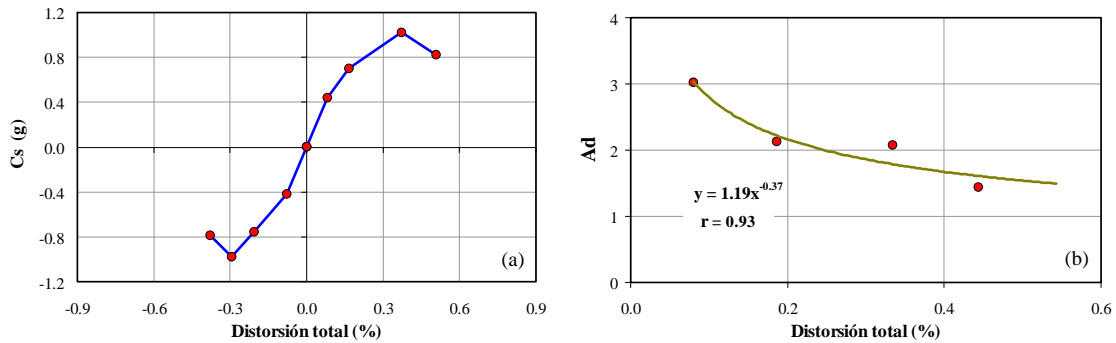 1.2
0.8
0.4
0.0
-0.4
-0.8
-1.2
Cs (g)
-0.9 -0.6 -0.3 0.0 0.3 0.6 0.9
Distorsión total (%)
(a)
4
3
2
1
0
Ad
y = 1.19x^-0.37
r = 0.93
(b)
0.0 0.2 0.4 0.6
Distorsión total (%)